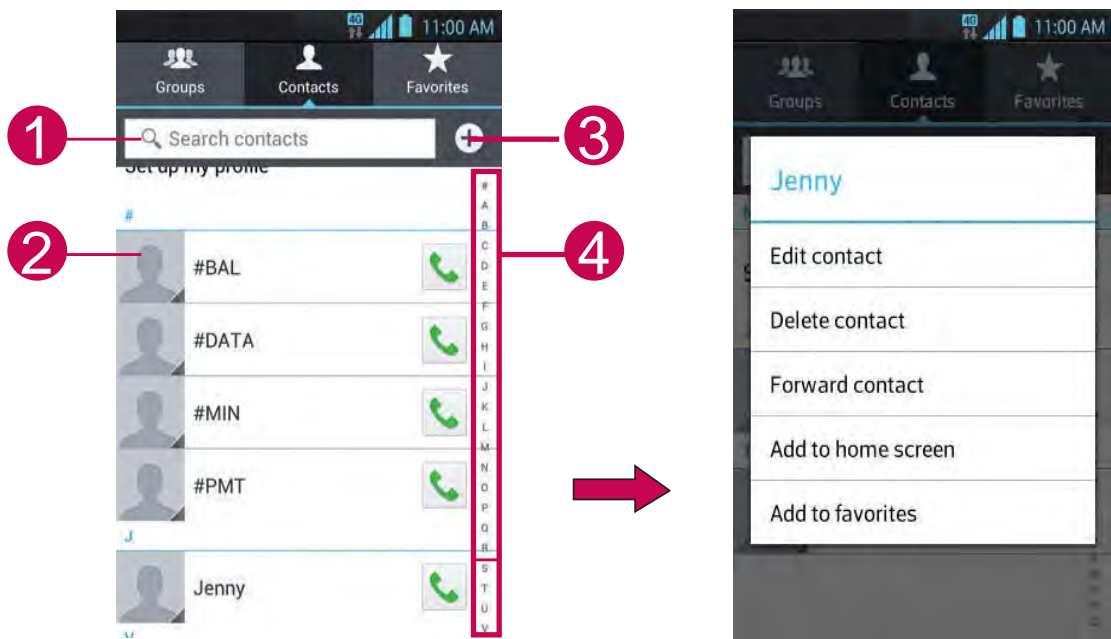 4G 11:00 AM
Groups Contacts Favorites
1 Search contacts 3
Set up my profile
#
2 #BAL 4
#DATA
#MIN
#PMT
J
Jenny
V
#
A
B
C
D
E
F
G
H
I
J
K
L
M
N
O
P
Q
R
S
T
U
V
4G 11:00 AM
Groups Contacts Favorites
Jenny
Edit contact
Delete contact
Forward contact
Add to home screen
Add to favorites